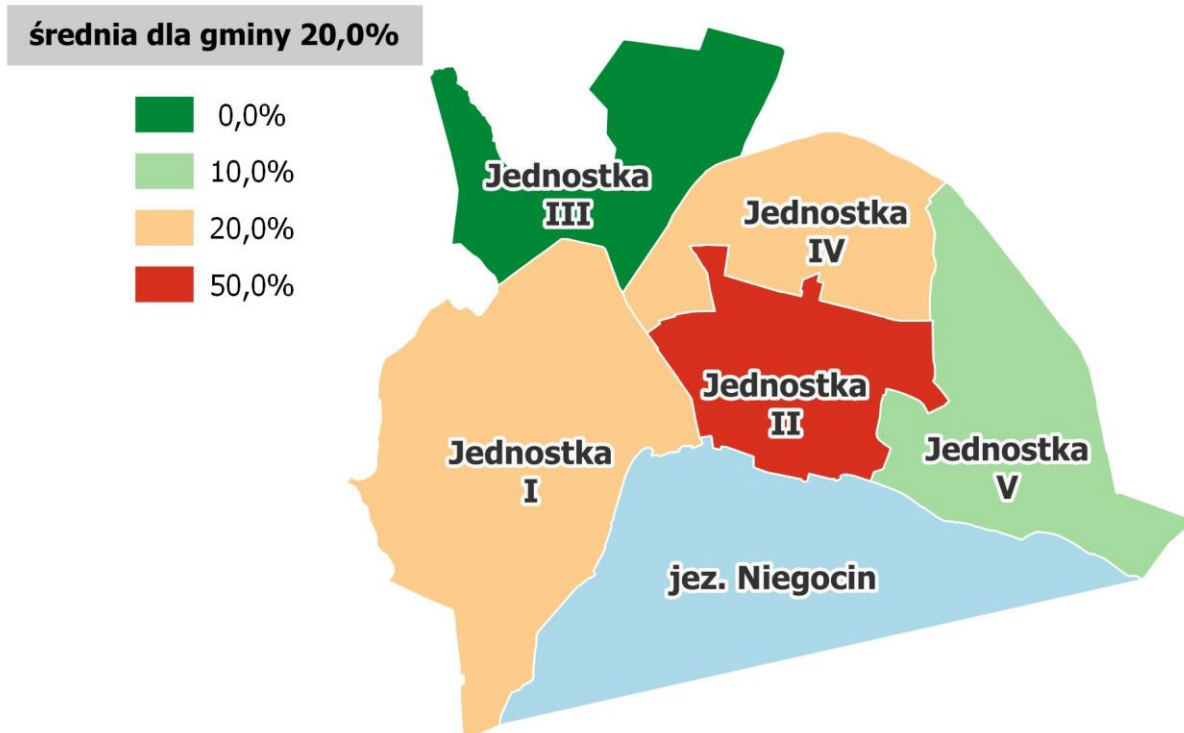 średnia dla gminy 20,0%
0,0%
10,0%
20,0%
50,0%
Jednostka
III
Jednostka
IV
Jednostka
II
Jednostka
I
Jednostka
V
jez. Niegocin